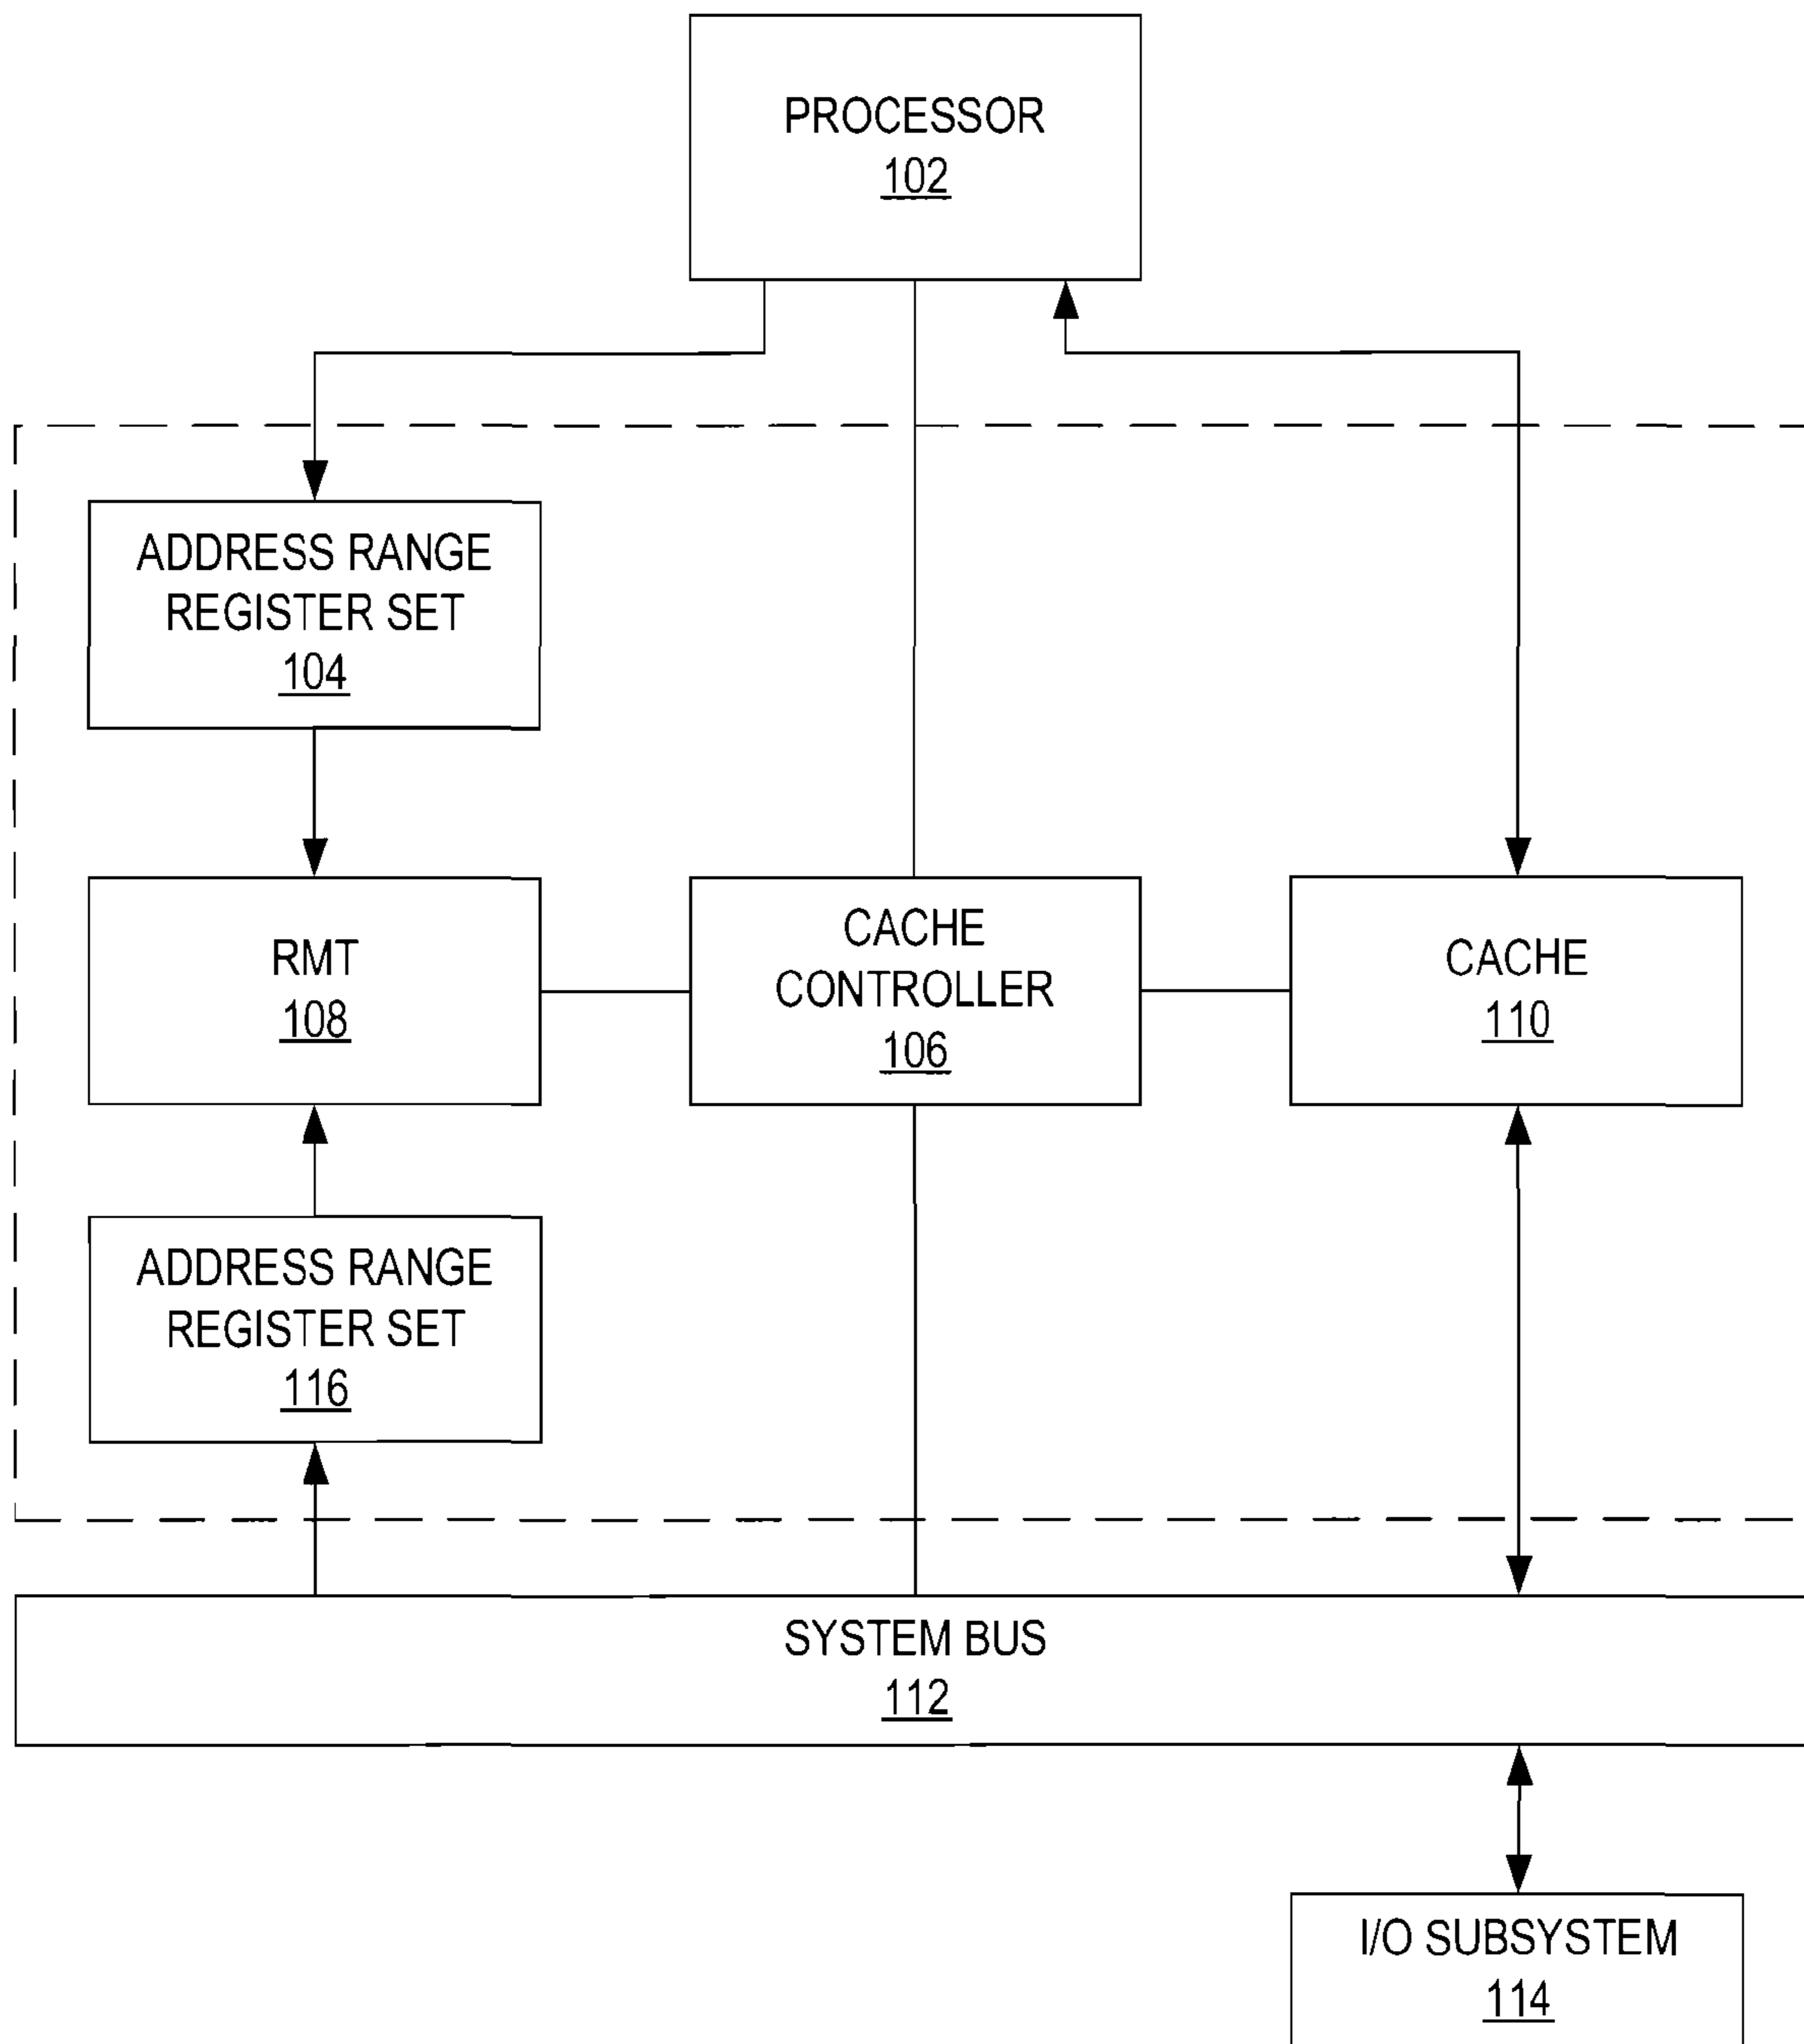 PROCESSOR
102
ADDRESS RANGE
REGISTER SET
104
RMT
108
CACHE
CONTROLLER
106
CACHE
110
ADDRESS RANGE
REGISTER SET
116
SYSTEM BUS
112
I/O SUBSYSTEM
114